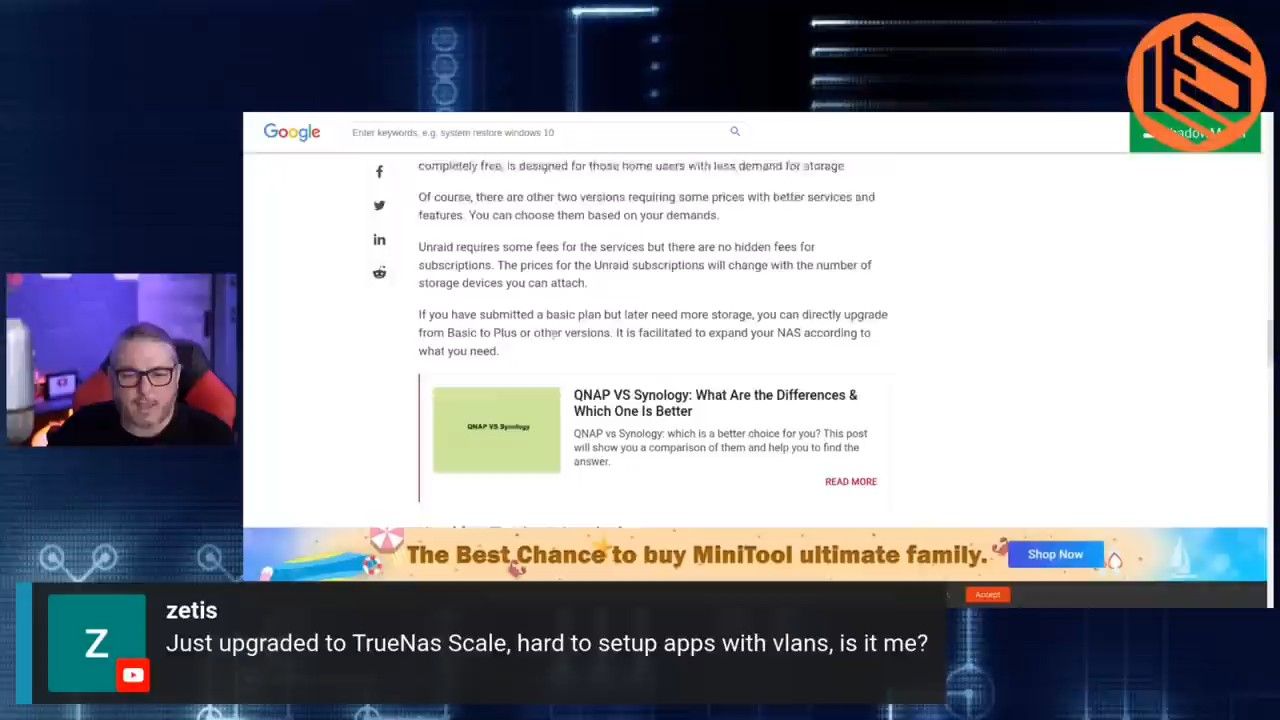 Google
Enter keywords, e.g. system restore windows 10
completely free, is designed for those home users with less demand for storage
Of course, there are other two versions requiring some prices with better services and
features. You can choose them based on your demands.
Unraid requires some fees for the services but there are no hidden fees for
subscriptions. The prices for the Unraid subscriptions will change with the number of
storage devices you can attach.
If you have submitted a basic plan but later need more storage, you can directly upgrade
from Basic to Plus or other versions. It is facilitated to expand your NAS according to
what you need.
QNAP VS Synology
QNAP VS Synology: What Are the Differences &
Which One Is Better
QNAP vs Synology: which is a better choice for you? This post
will show you a comparison of them and help you to find the
answer.
READ MORE
The Best Chance to buy MiniTool ultimate family.
Shop Now
Accept
Z
zetis
Just upgraded to TrueNas Scale, hard to setup apps with vlans, is it me?